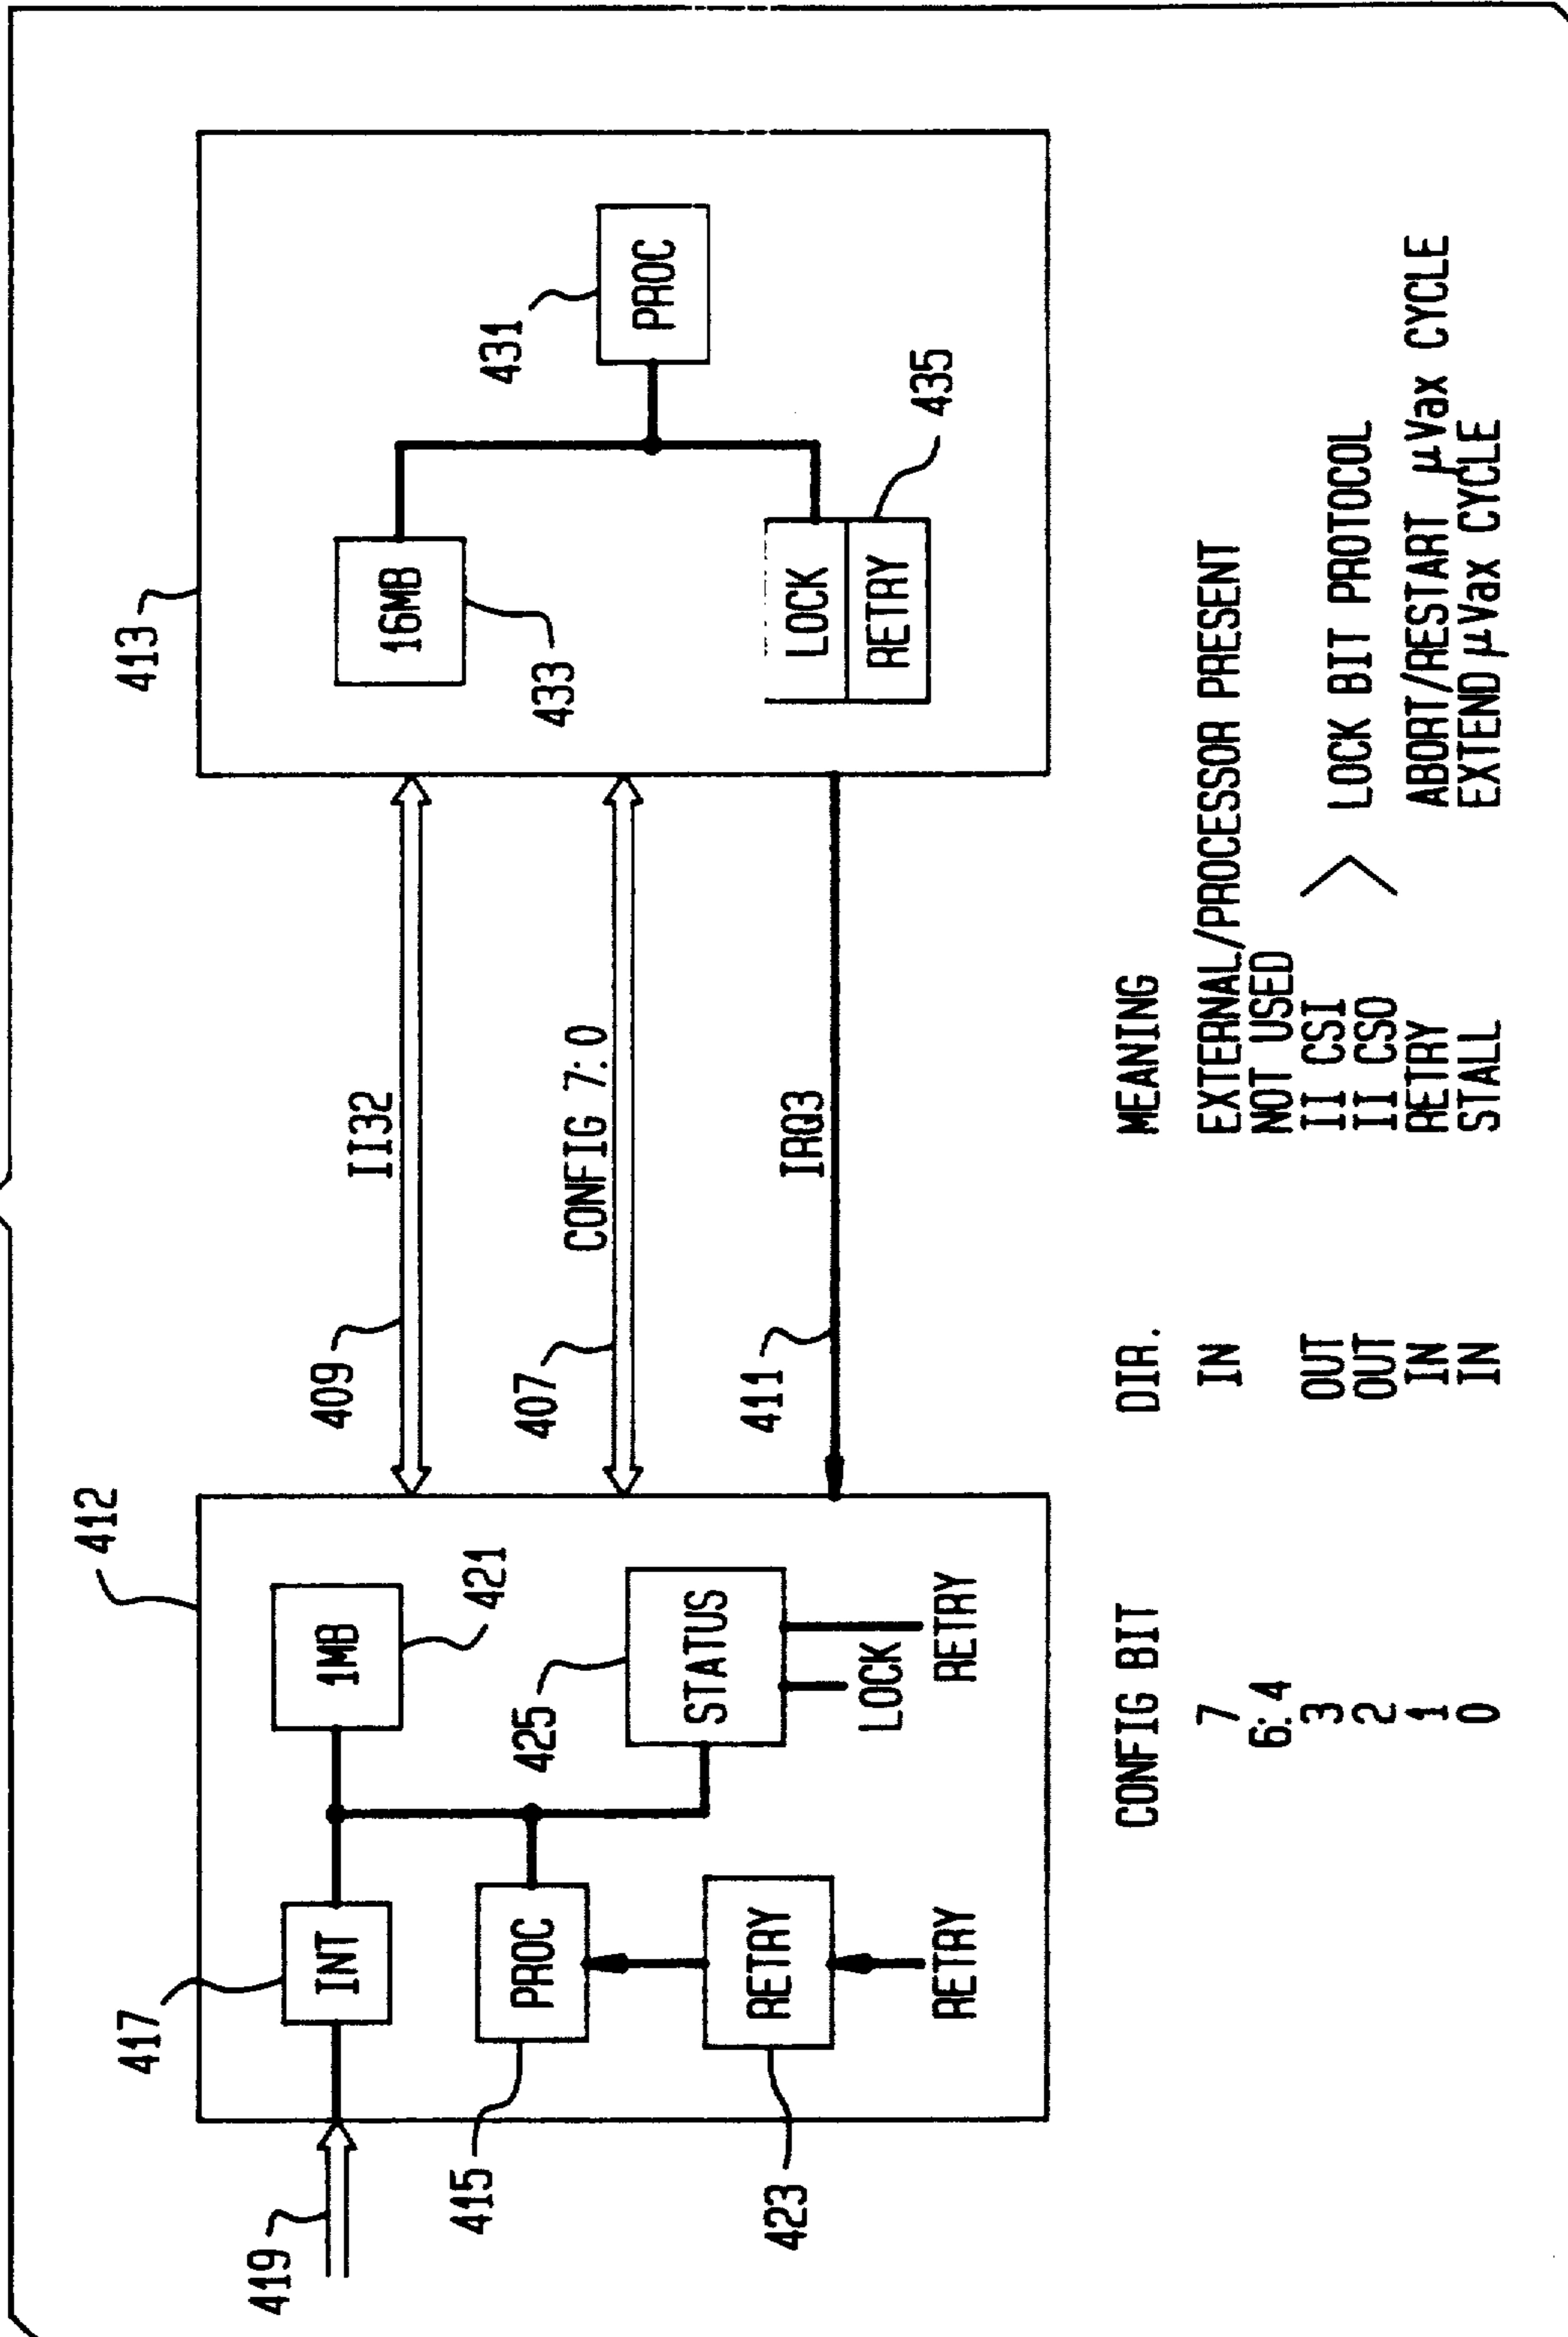 412
413
419
417
INT
1MB
421
409
II32
16MB
433
415
PROC
425
STATUS
407
CONFIG 7:0
431
PROC
423
RETRY
LOCK
411
IRQ3
LOCK
RETRY
435
RETRY
RETRY
CONFIG BIT DIR. MEANING
7 IN EXTERNAL/PROCESSOR PRESENT
6:4 NOT USED
3 OUT II CSI
LOCK BIT PROTOCOL
2 OUT II CSO
1 IN RETRY ABORT/RESTART μVax CYCLE
0 IN STALL EXTEND μVax CYCLE